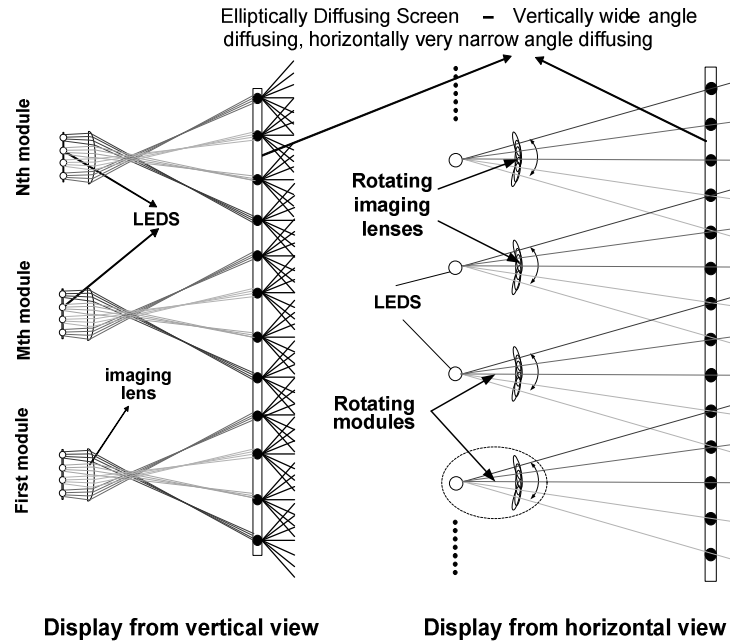 Elliptically Diffusing Screen – Vertically wide angle
diffusing, horizontally very narrow angle diffusing
Nth module
LEDS
Mth module
imaging
lens
First module
Rotating
imaging
lenses
LEDS
Rotating
modules
Display from vertical view
Display from horizontal view